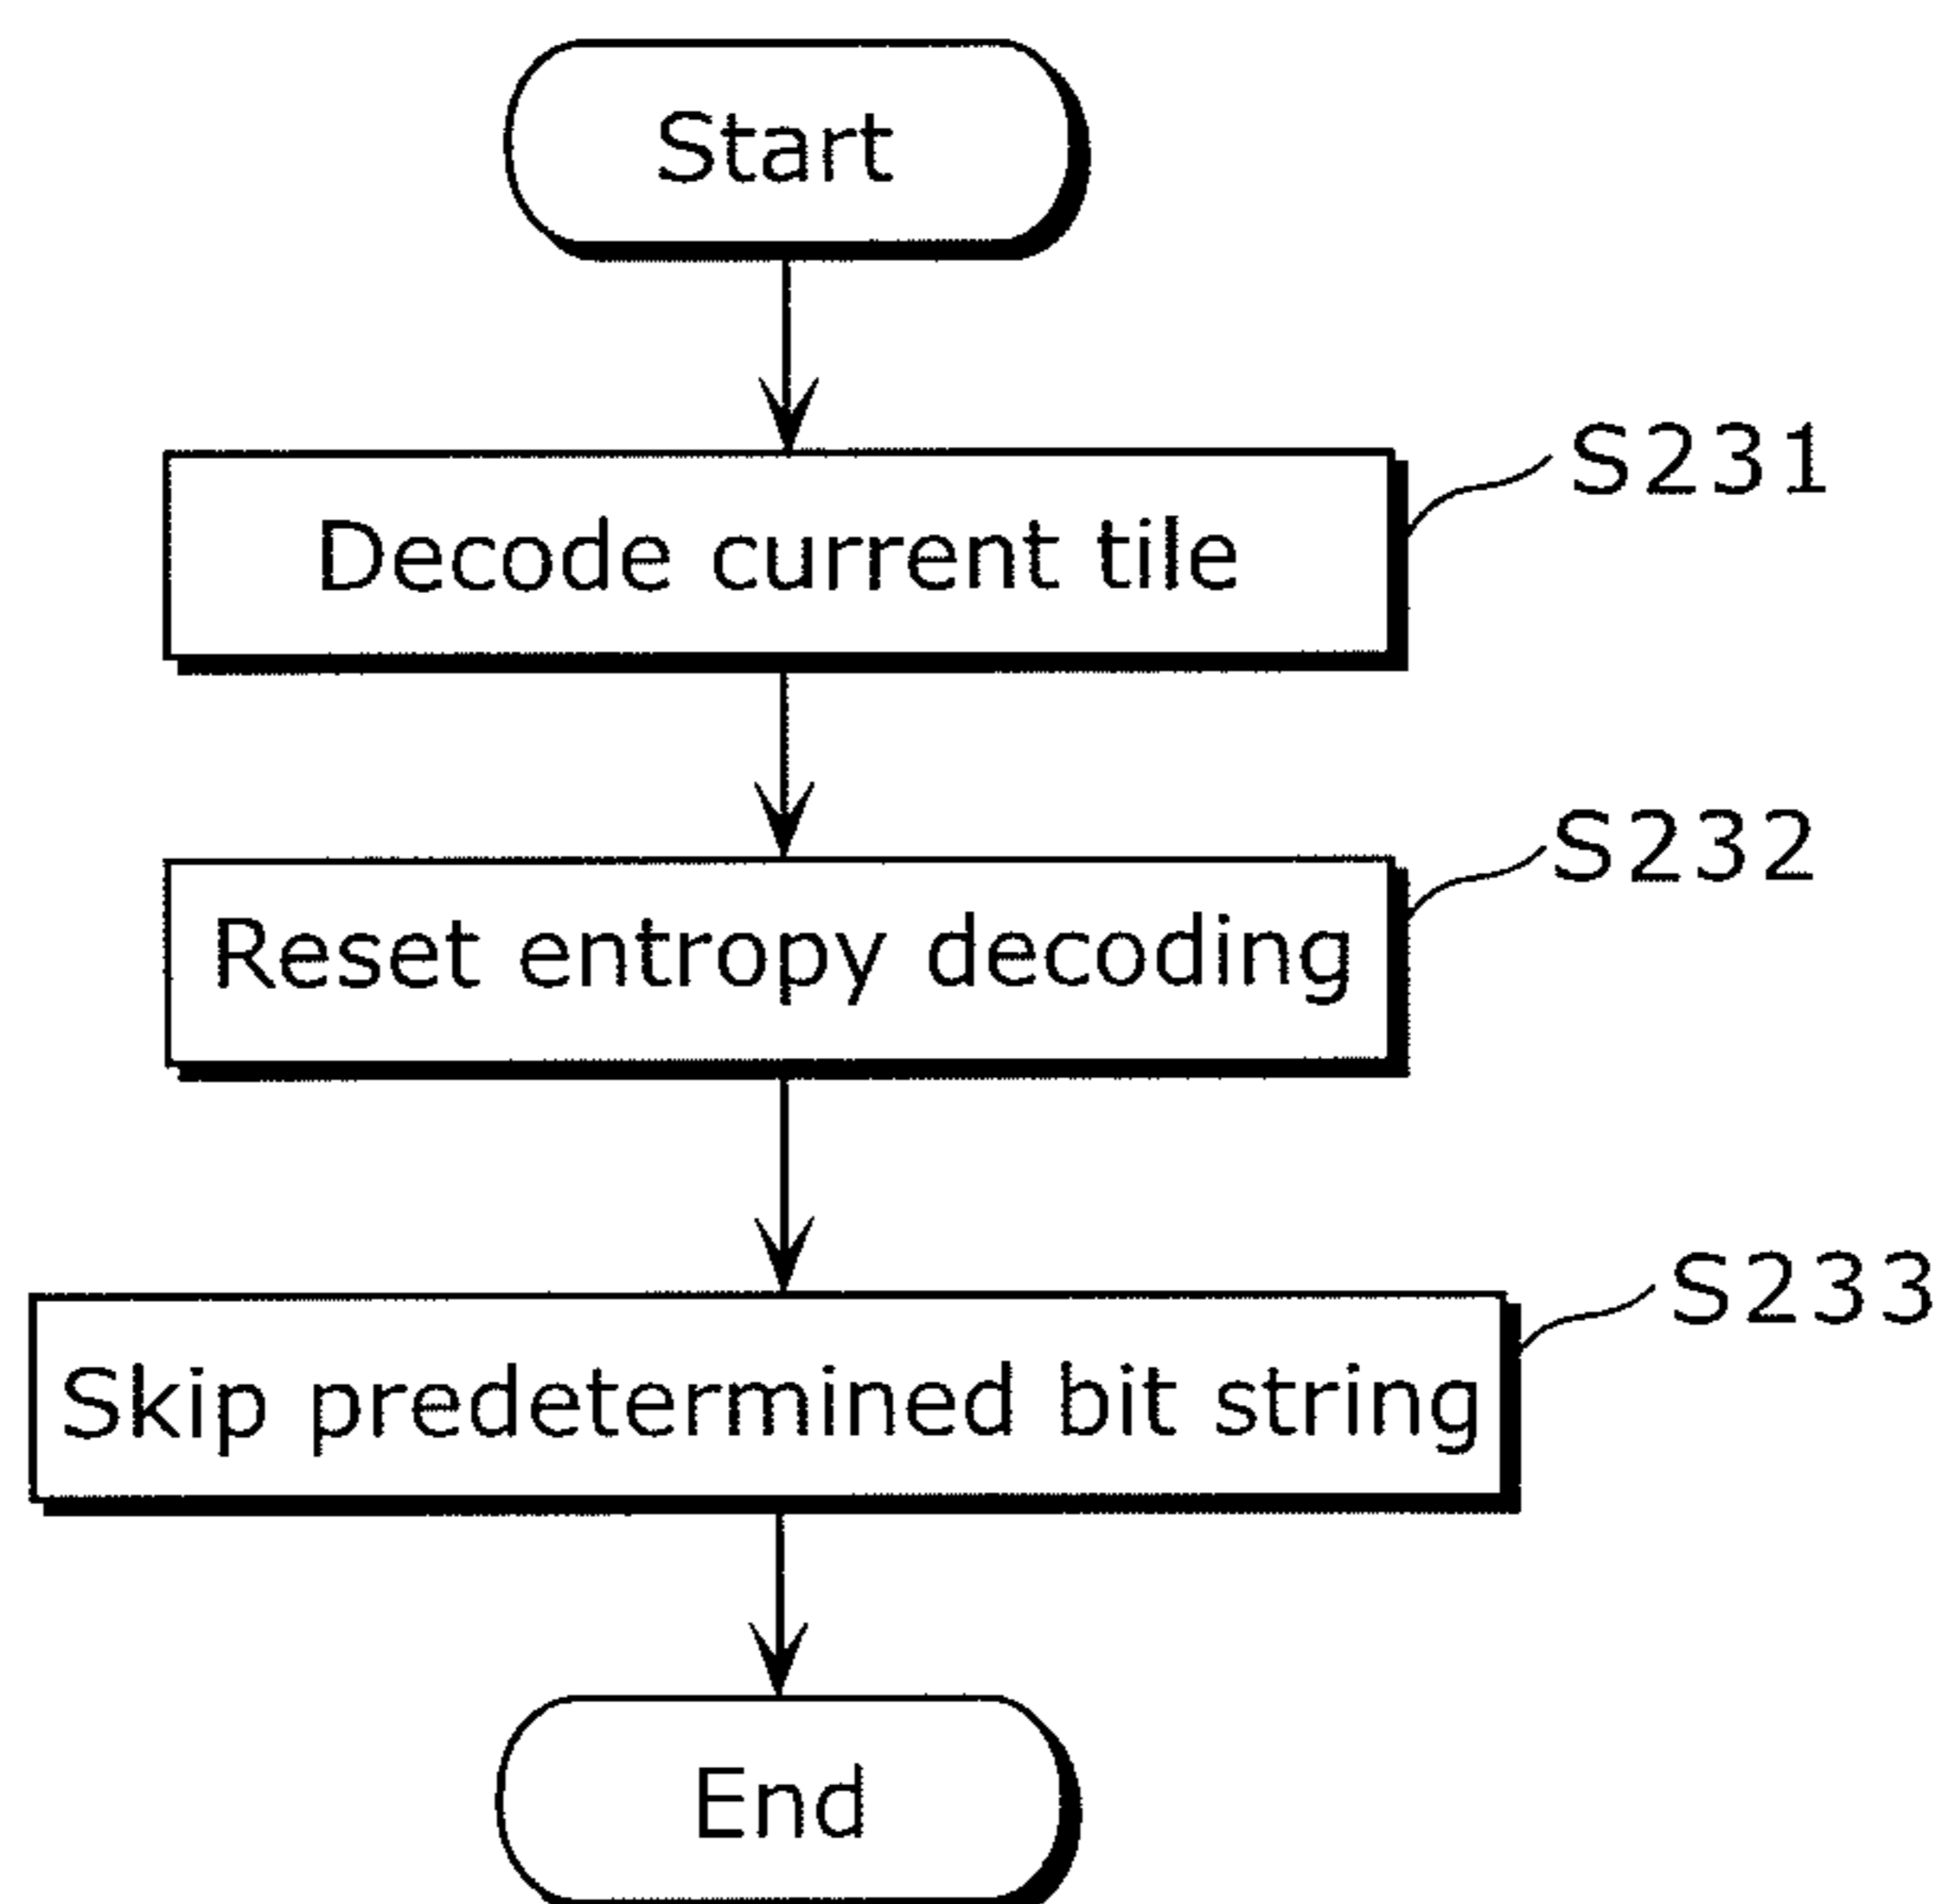 Start
S231
Decode current tile
S232
Reset entropy decoding
S233
Skip predetermined bit string
End